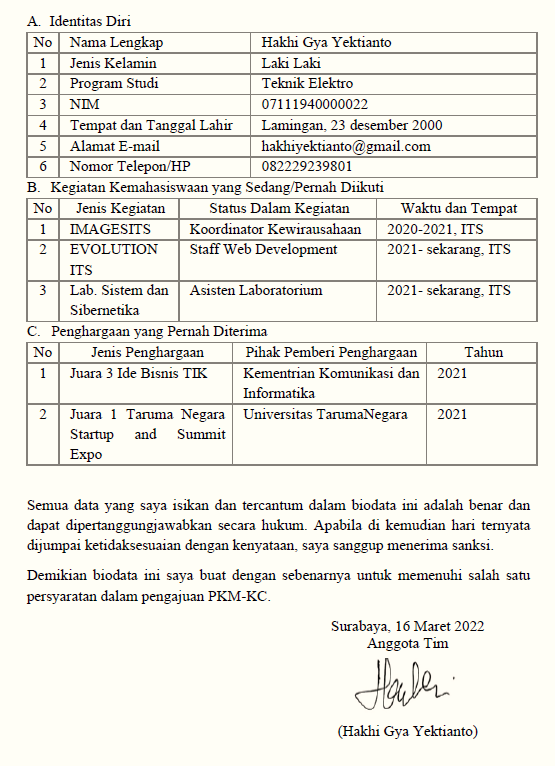 A. Identitas Diri
No Nama Lengkap Hakhi Gya Yektianto
1 Jenis Kelamin Laki Laki
2 Program Studi Teknik Elektro
3 NIM 07111940000022
4 Tempat dan Tanggal Lahir Lamingan, 23 desember 2000
5 Alamat E-mail hakhiyektianto@gmail.com
6 Nomor Telepon/HP 082229239801
B. Kegiatan Kemahasiswaan yang Sedang/Pernah Diikuti
No Jenis Kegiatan Status Dalam Kegiatan Waktu dan Tempat
1 IMAGESITS Koordinator Kewirausahaan 2020-2021, ITS
2 EVOLUTION Staff Web Development 2021- sekarang, ITS
ITS
3 Lab. Sistem dan Asisten Laboratorium 2021- sekarang, ITS
Sibernetika
C. Penghargaan yang Pernah Diterima
No Jenis Penghargaan Pihak Pemberi Penghargaan Tahun
1 Juara 3 Ide Bisnis TIK Kementrian Komunikasi dan 2021
Informatika
2 Juara 1 Taruma Negara Universitas TarumaNegara 2021
Startup and Summit
Expo
Semua data yang saya isikan dan tercantum dalam biodata ini adalah benar dan
dapat dipertanggungjawabkan secara hukum. Apabila di kemudian hari ternyata
dijumpai ketidaksesuaian dengan kenyataan, saya sanggup menerima sanksi.
Demikian biodata ini saya buat dengan sebenarnya untuk memenuhi salah satu
persyaratan dalam pengajuan PKM-KC.
Surabaya, 16 Maret 2022
Anggota Tim
(Hakhi Gya Yektianto)